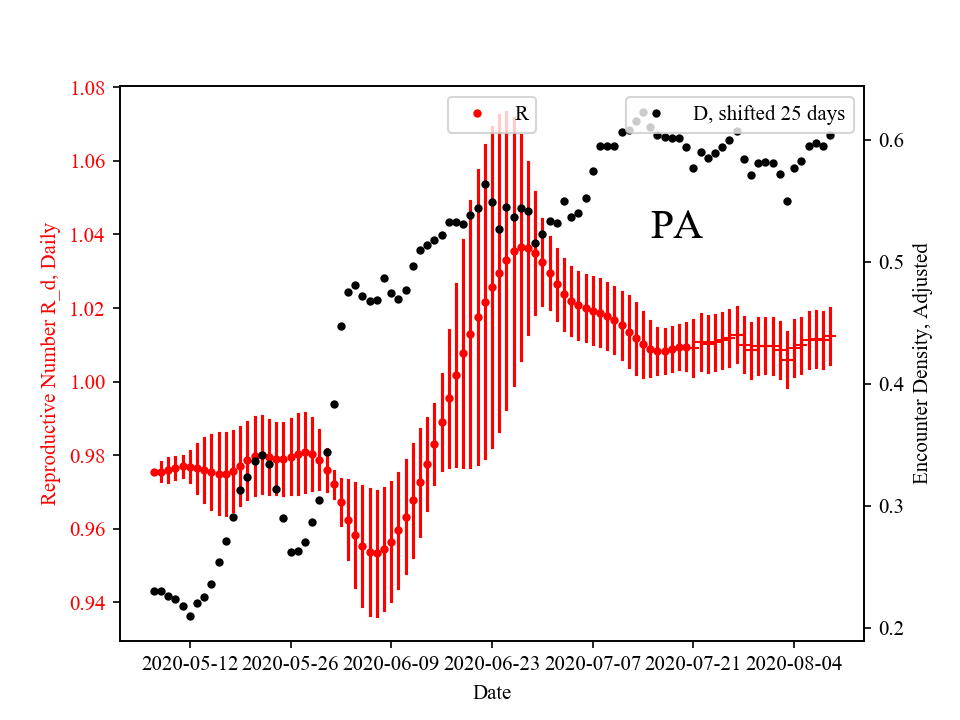 1.08
1.06
1.04
1.02
1.00
0.98
0.96
0.94
Reproductive Number R_d, Daily
R
D, shifted 25 days
PA
0.6
0.5
0.4
0.3
0.2
Encounter Density, Adjusted
2020-05-12 2020-05-26 2020-06-09 2020-06-23 2020-07-07 2020-07-21 2020-08-04
Date